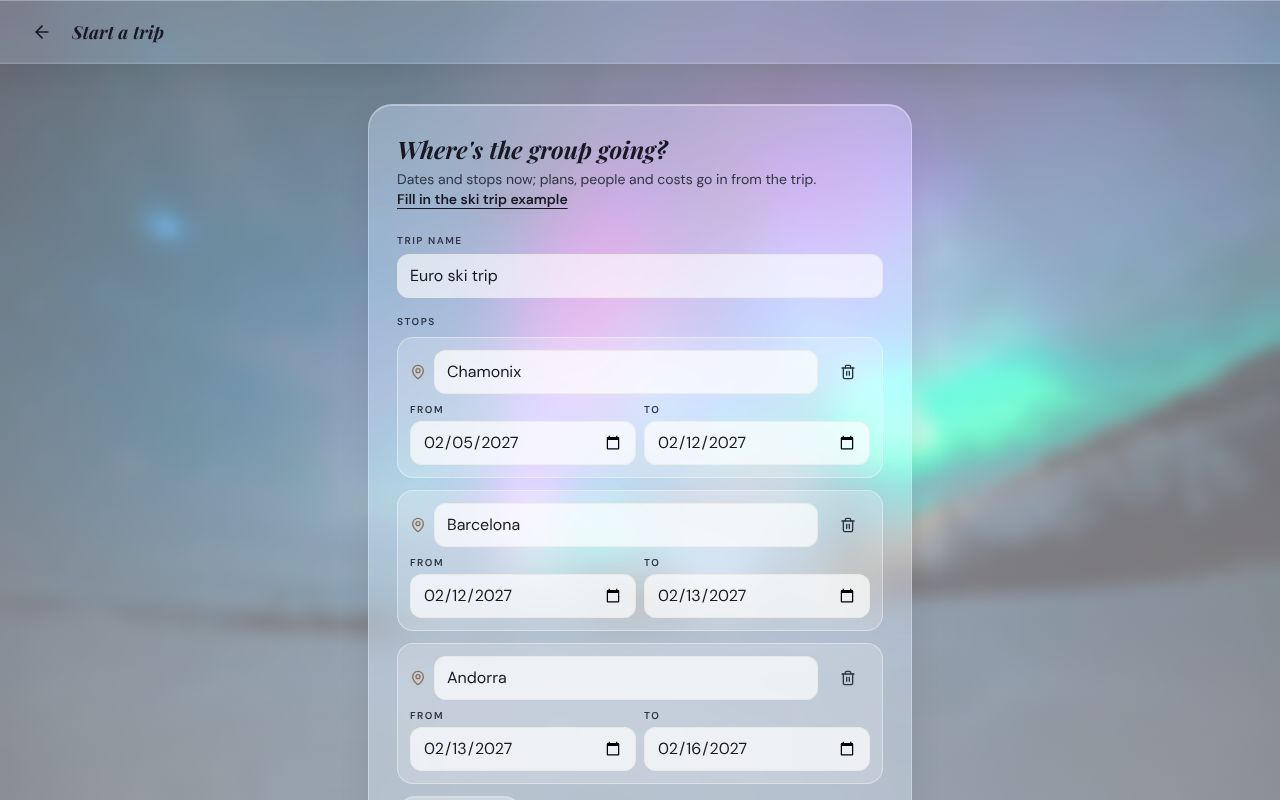 Start a trip
Where's the group going?
Dates and stops now; plans, people and costs go in from the trip.
Fill in the ski trip example
TRIP NAME
Euro ski trip
STOPS
Chamonix
FROM TO
02/05/2027 02/12/2027
Barcelona
FROM TO
02/12/2027 02/13/2027
Andorra
FROM TO
02/13/2027 02/16/2027